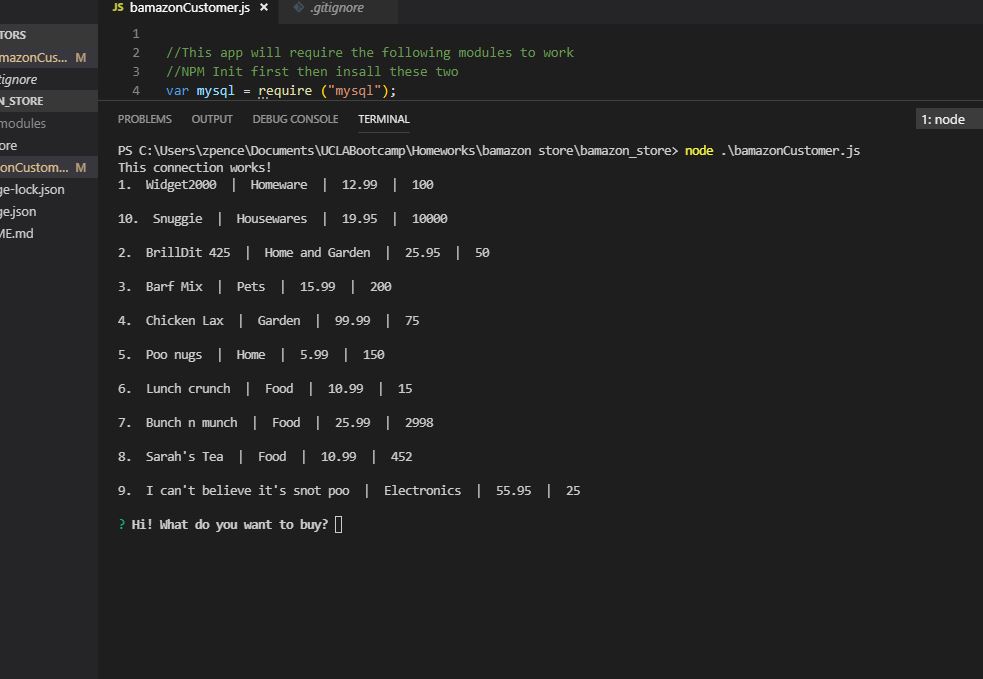 JS bamazonCustomer.js × .gitignore
TORS
mazonCus... M
tignore
N_STORE
modules
ore
onCustom... M
ge-lock.json
ge.json
ME.md
1
2 //This app will require the following modules to work
3 //NPM Init first then insall these two
4 var mysql = require ("mysql");
PROBLEMS OUTPUT DEBUG CONSOLE TERMINAL 1: node
PS C:\Users\zpence\Documents\UCLABootcamp\Homeworks\bamazon store\bamazon_store> node .\bamazonCustomer.js
This connection works!
1. Widget2000 | Homeware | 12.99 | 100
10. Snuggie | Housewares | 19.95 | 10000
2. BrillDit 425 | Home and Garden | 25.95 | 50
3. Barf Mix | Pets | 15.99 | 200
4. Chicken Lax | Garden | 99.99 | 75
5. Poo nugs | Home | 5.99 | 150
6. Lunch crunch | Food | 10.99 | 15
7. Bunch n munch | Food | 25.99 | 2998
8. Sarah's Tea | Food | 10.99 | 452
9. I can't believe it's snot poo | Electronics | 55.95 | 25
? Hi! What do you want to buy?